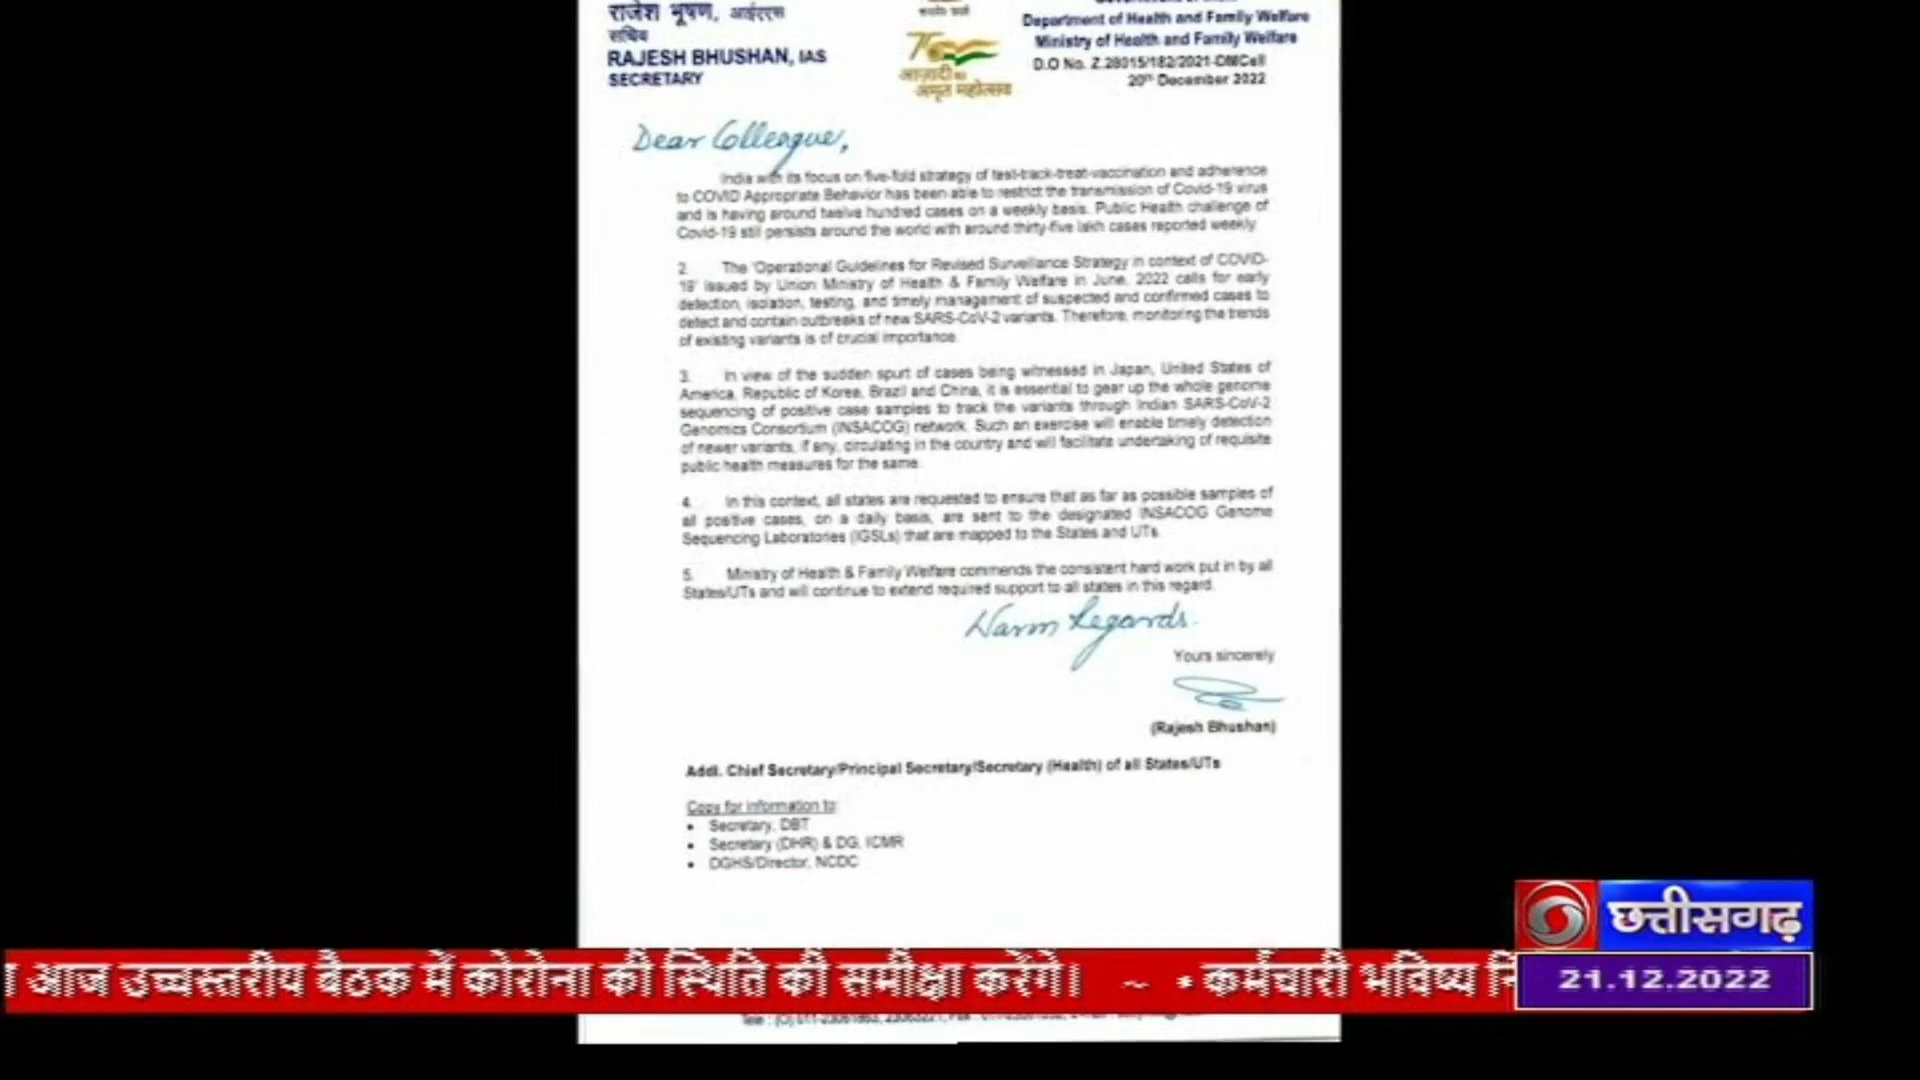 राजेश भूषण, आईएएस
सचिव
RAJESH BHUSHAN, IAS
SECRETARY
75
आज़ादी का
अमृत महोत्सव
Department of Health and Family Welfare
Ministry of Health and Family Welfare
D.O No. Z.28015/182/2021-DMCell
20th December 2022
Dear Colleague,
India with its focus on five-fold strategy of test-track-treat-vaccination and adherence
to COVID Appropriate Behavior has been able to restrict the transmission of Covid-19 virus
and is having around twelve hundred cases on a weekly basis. Public Health challenge of
Covid-19 still persists around the world with around thirty-five lakh cases reported weekly
2. The 'Operational Guidelines for Revised Surveillance Strategy in context of COVID-
19' issued by Union Ministry of Health & Family Welfare in June, 2022 calls for early
detection, isolation, testing, and timely management of suspected and confirmed cases to
detect and contain outbreaks of new SARS-CoV-2 variants. Therefore, monitoring the trends
of existing variants is of crucial importance.
3. In view of the sudden spurt of cases being witnessed in Japan, United States of
America, Republic of Korea, Brazil and China, it is essential to gear up the whole genome
sequencing of positive case samples to track the variants through Indian SARS-CoV-2
Genomics Consortium (INSACOG) network. Such an exercise will enable timely detection
of newer variants, if any, circulating in the country and will facilitate undertaking of requisite
public health measures for the same.
4. In this context, all states are requested to ensure that as far as possible samples of
all positive cases, on a daily basis, are sent to the designated INSACOG Genome
Sequencing Laboratories (IGSLs) that are mapped to the States and UTs.
5. Ministry of Health & Family Welfare commends the consistent hard work put in by all
States/UTs and will continue to extend required support to all states in this regard.
Warm Regards.
Yours sincerely
(Rajesh Bhushan)
Addl. Chief Secretary/Principal Secretary/Secretary (Health) of all States/UTs
Copy for information to:
• Secretary, DBT
• Secretary (DHR) & DG, ICMR
• DGHS/Director, NCDC
छत्तीसगढ़
आज उच्चस्तरीय बैठक में कोरोना की स्थिति की समीक्षा करेंगे। ~ * कर्मचारी भविष्य
21.12.2022